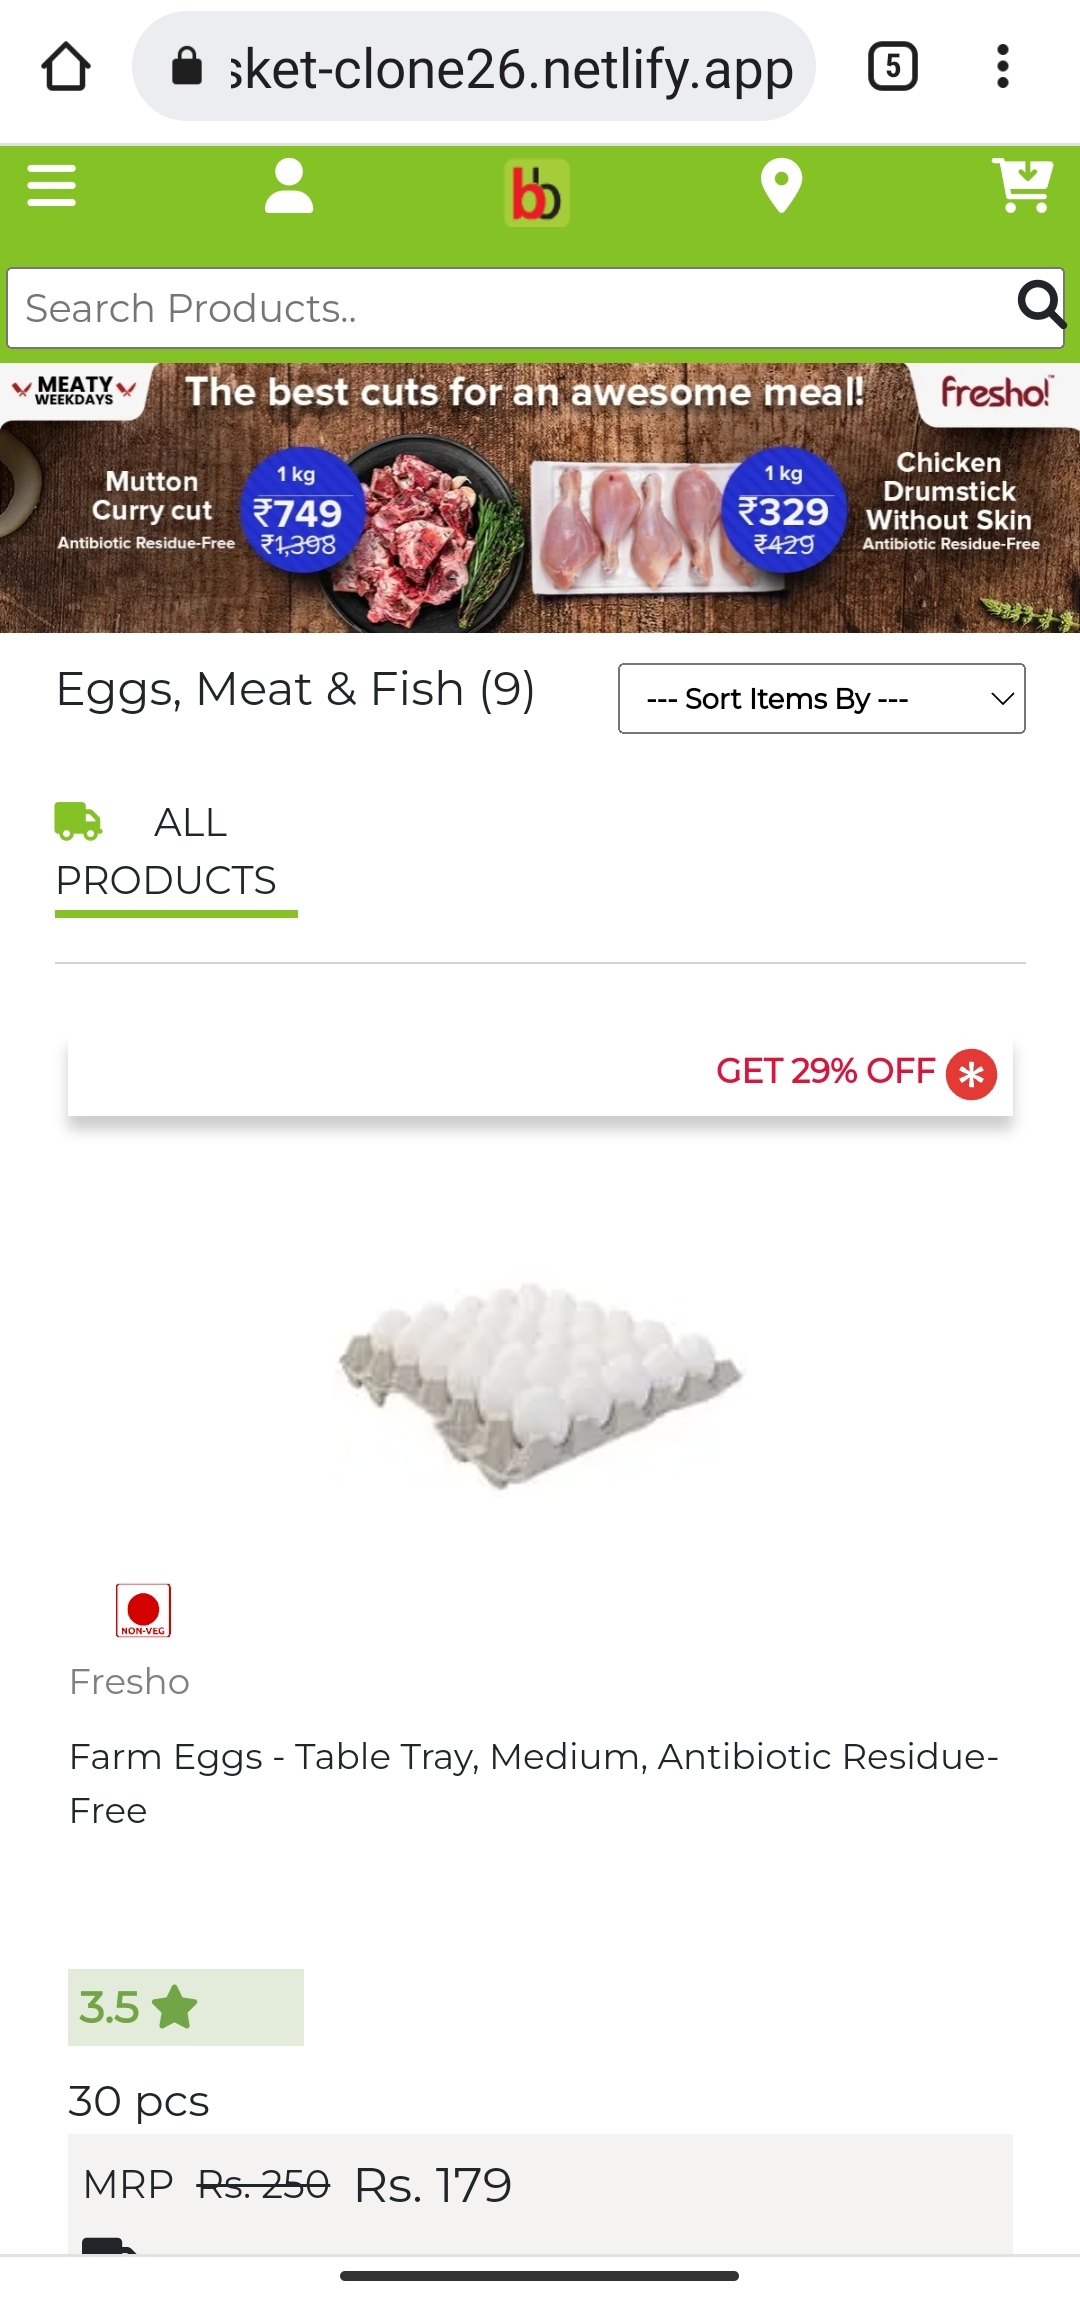 sket-clone26.netlify.app
5
bb
Search Products..
MEATY
WEEKDAYS
The best cuts for an awesome meal!
fresho!™
Mutton
Curry cut
Antibiotic Residue-Free
1 kg
₹749
₹1,398
1 kg
₹329
₹429
Chicken
Drumstick
Without Skin
Antibiotic Residue-Free
Eggs, Meat & Fish (9)
--- Sort Items By ---
ALL
PRODUCTS
GET 29% OFF *
NON-VEG
Fresho
Farm Eggs - Table Tray, Medium, Antibiotic Residue-
Free
3.5
30 pcs
MRP Rs. 250 Rs. 179